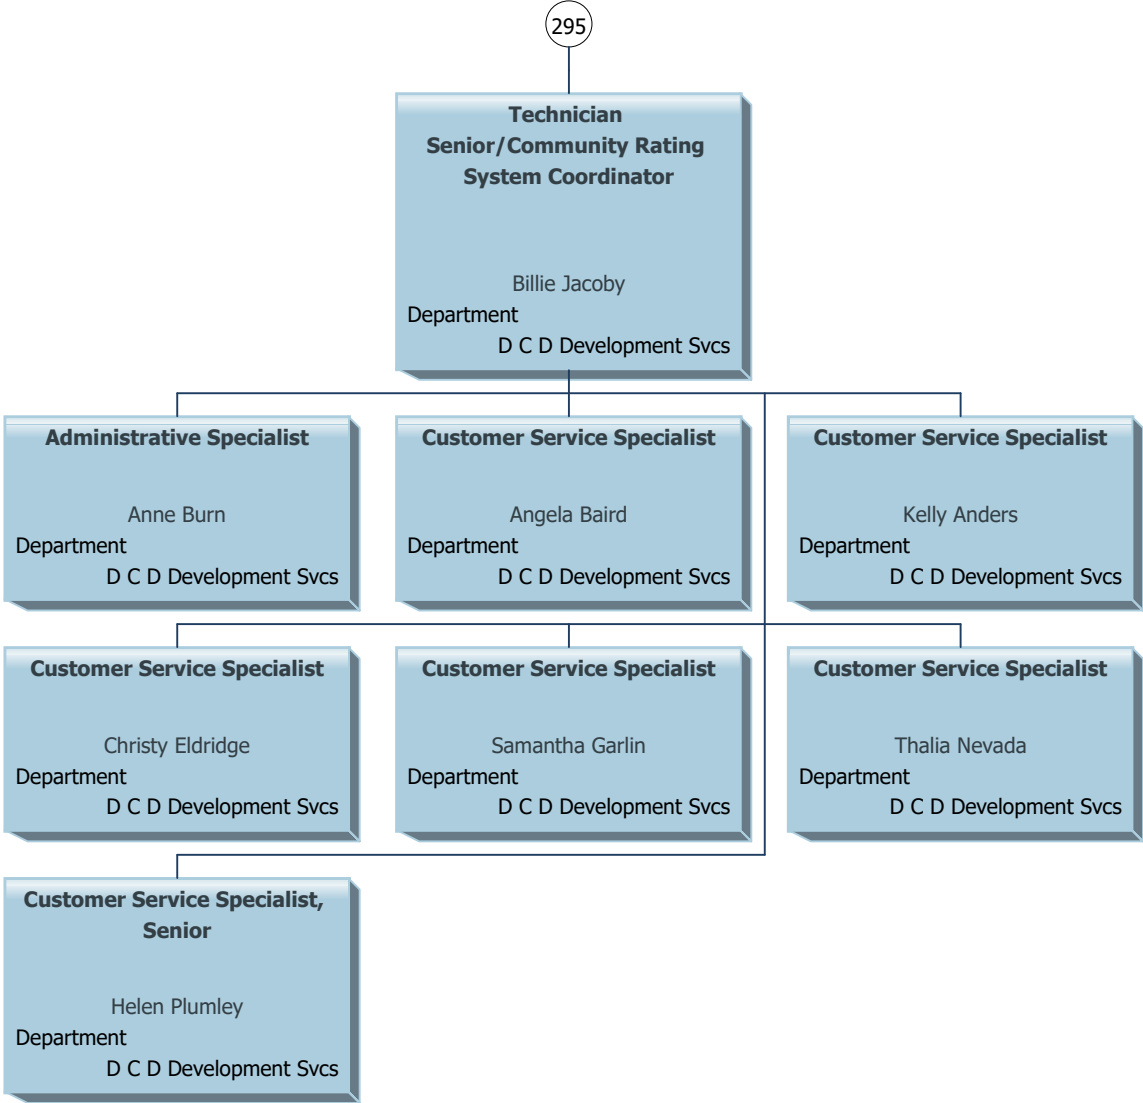 295
Technician
Senior/Community Rating
System Coordinator
Billie Jacoby
Department
D C D Development Svcs
Administrative Specialist
Anne Burn
Department
D C D Development Svcs
Customer Service Specialist
Angela Baird
Department
D C D Development Svcs
Customer Service Specialist
Kelly Anders
Department
D C D Development Svcs
Customer Service Specialist
Christy Eldridge
Department
D C D Development Svcs
Customer Service Specialist
Samantha Garlin
Department
D C D Development Svcs
Customer Service Specialist
Thalia Nevada
Department
D C D Development Svcs
Customer Service Specialist,
Senior
Helen Plumley
Department
D C D Development Svcs